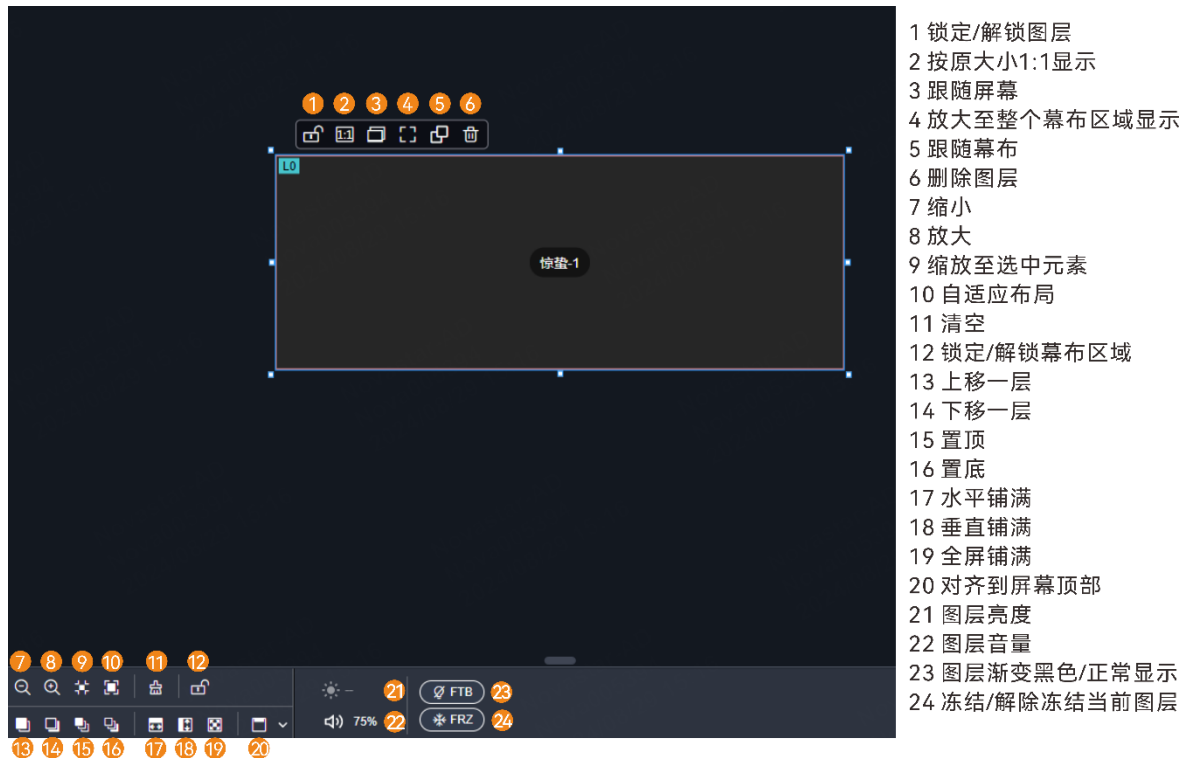 1 2 3 4 5 6
1:1
L0
惊蛰-1
7 8 9 10 11 12
21 FTB 23
75% 22 FRZ 24
13 14 15 16 17 18 19 20
1 锁定/解锁图层
2 按原大小1:1显示
3 跟随屏幕
4 放大至整个幕布区域显示
5 跟随幕布
6 删除图层
7 缩小
8 放大
9 缩放至选中元素
10 自适应布局
11 清空
12 锁定/解锁幕布区域
13 上移一层
14 下移一层
15 置顶
16 置底
17 水平铺满
18 垂直铺满
19 全屏铺满
20 对齐到屏幕顶部
21 图层亮度
22 图层音量
23 图层渐变黑色/正常显示
24 冻结/解除冻结当前图层